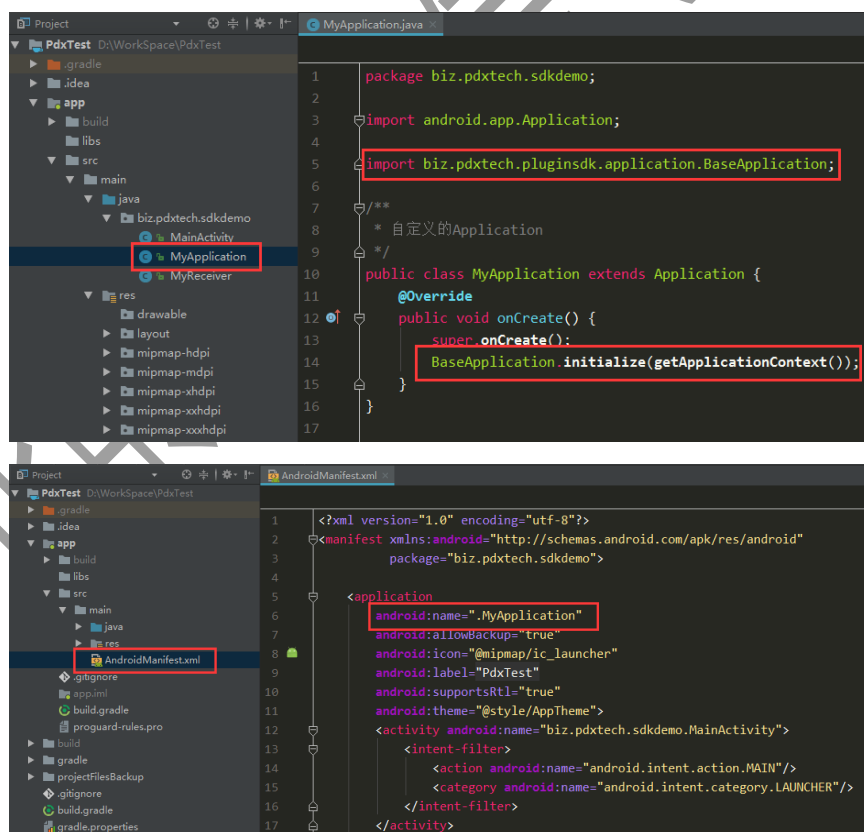 Project
MyApplication.java
PdxTest D:\WorkSpace\PdxTest
.gradle
.idea
app
build
libs
src
main
java
biz.pdxtech.sdkdemo
MainActivity
MyApplication
MyReceiver
res
drawable
layout
mipmap-hdpi
mipmap-mdpi
mipmap-xhdpi
mipmap-xxhdpi
mipmap-xxxhdpi
1 package biz.pdxtech.sdkdemo;
2
3 import android.app.Application;
4
5 import biz.pdxtech.pluginsdk.application.BaseApplication;
6
7 /**
8 * 自定义的Application
9 */
10 public class MyApplication extends Application {
11 @Override
12 public void onCreate() {
13 super.onCreate();
14 BaseApplication.initialize(getApplicationContext());
15 }
16 }
17
Project
AndroidManifest.xml
PdxTest D:\WorkSpace\PdxTest
.gradle
.idea
app
build
libs
src
main
java
res
AndroidManifest.xml
.gitignore
app.iml
build.gradle
proguard-rules.pro
build
gradle
projectFilesBackup
.gitignore
build.gradle
gradle.properties
1 <?xml version="1.0" encoding="utf-8"?>
2 <manifest xmlns:android="http://schemas.android.com/apk/res/android"
3 package="biz.pdxtech.sdkdemo">
4
5 <application
6 android:name=".MyApplication"
7 android:allowBackup="true"
8 android:icon="@mipmap/ic_launcher"
9 android:label="PdxTest"
10 android:supportsRtl="true"
11 android:theme="@style/AppTheme">
12 <activity android:name="biz.pdxtech.sdkdemo.MainActivity">
13 <intent-filter>
14 <action android:name="android.intent.action.MAIN"/>
15 <category android:name="android.intent.category.LAUNCHER"/>
16 </intent-filter>
17 </activity>